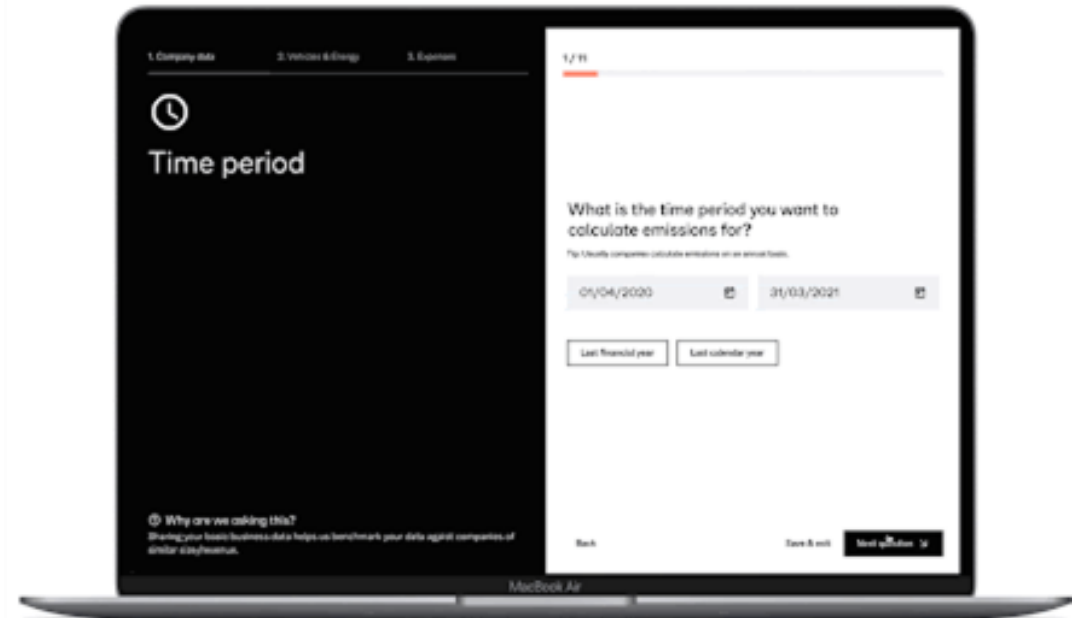 1. Company data
2. Vehicles & Energy
3. Expenses
Time period
Why are we asking this?
Sharing your basic business data helps us benchmark your data against companies of
similar size/revenue.
1 / 11
What is the time period you want to
calculate emissions for?
Tip: Usually companies calculate emissions on an annual basis.
01/04/2020
31/03/2021
Last financial year
Last calendar year
Back
Save & exit
Next question
MacBook Air